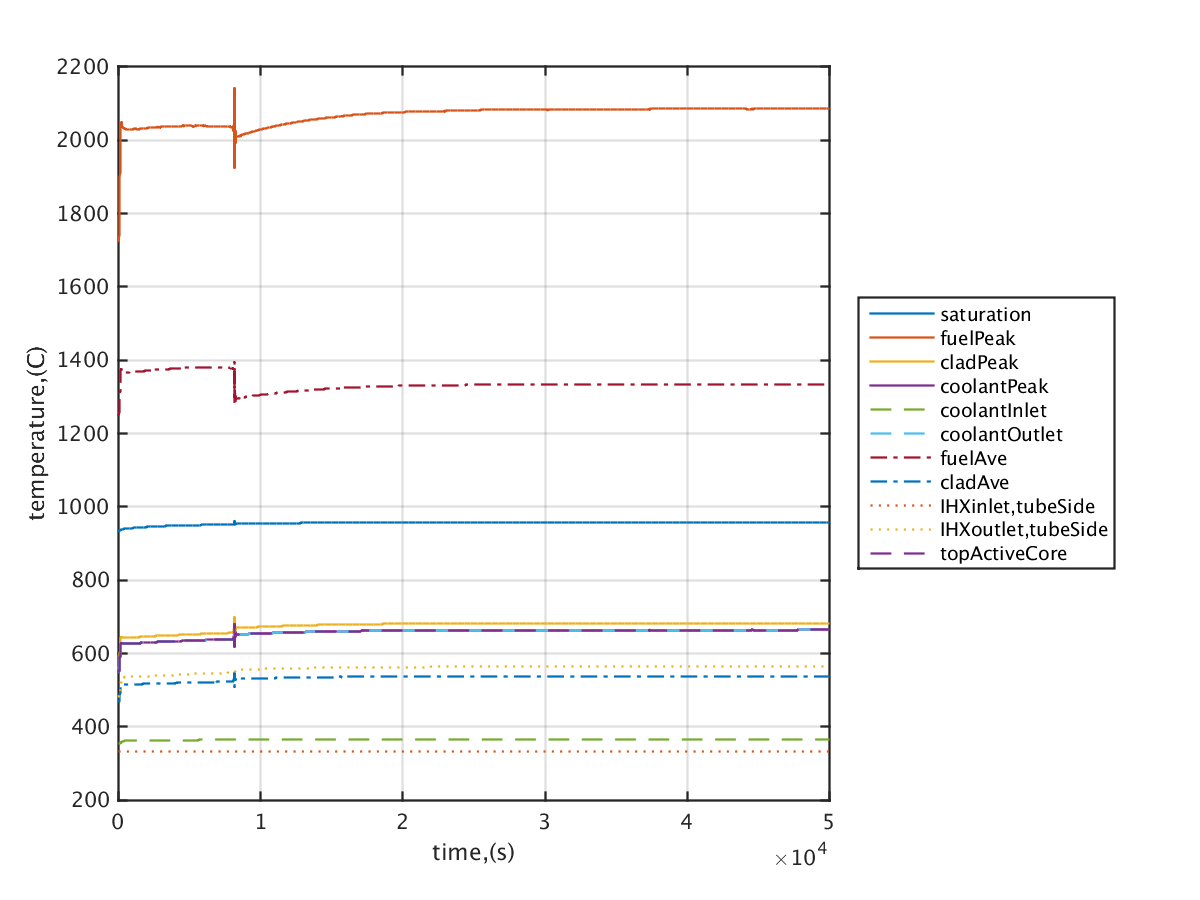 2200
2000
1800
1600
1400
1200
1000
800
600
400
200
temperature,(C)
0 1 2 3 4 5
time,(s)
×10^4
saturation
fuelPeak
cladPeak
coolantPeak
coolantInlet
coolantOutlet
fuelAve
cladAve
IHXinlet,tubeSide
IHXoutlet,tubeSide
topActiveCore